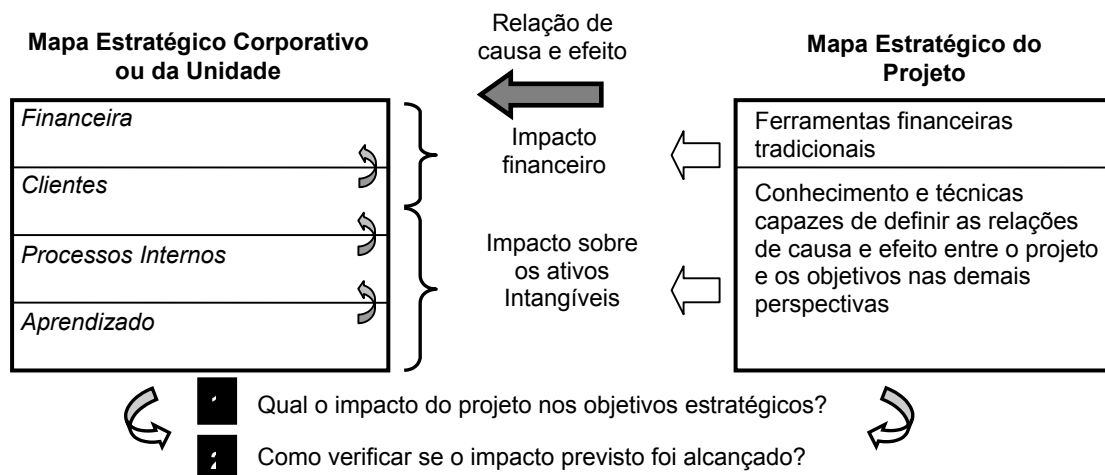 Mapa Estratégico Corporativo
ou da Unidade
Relação de
causa e efeito
Mapa Estratégico do
Projeto
Financeira
Clientes
Processos Internos
Aprendizado
Impacto
financeiro
Impacto sobre
os ativos
Intangíveis
Ferramentas financeiras
tradicionais
Conhecimento e técnicas
capazes de definir as relações
de causa e efeito entre o projeto
e os objetivos nas demais
perspectivas
Qual o impacto do projeto nos objetivos estratégicos?
Como verificar se o impacto previsto foi alcançado?